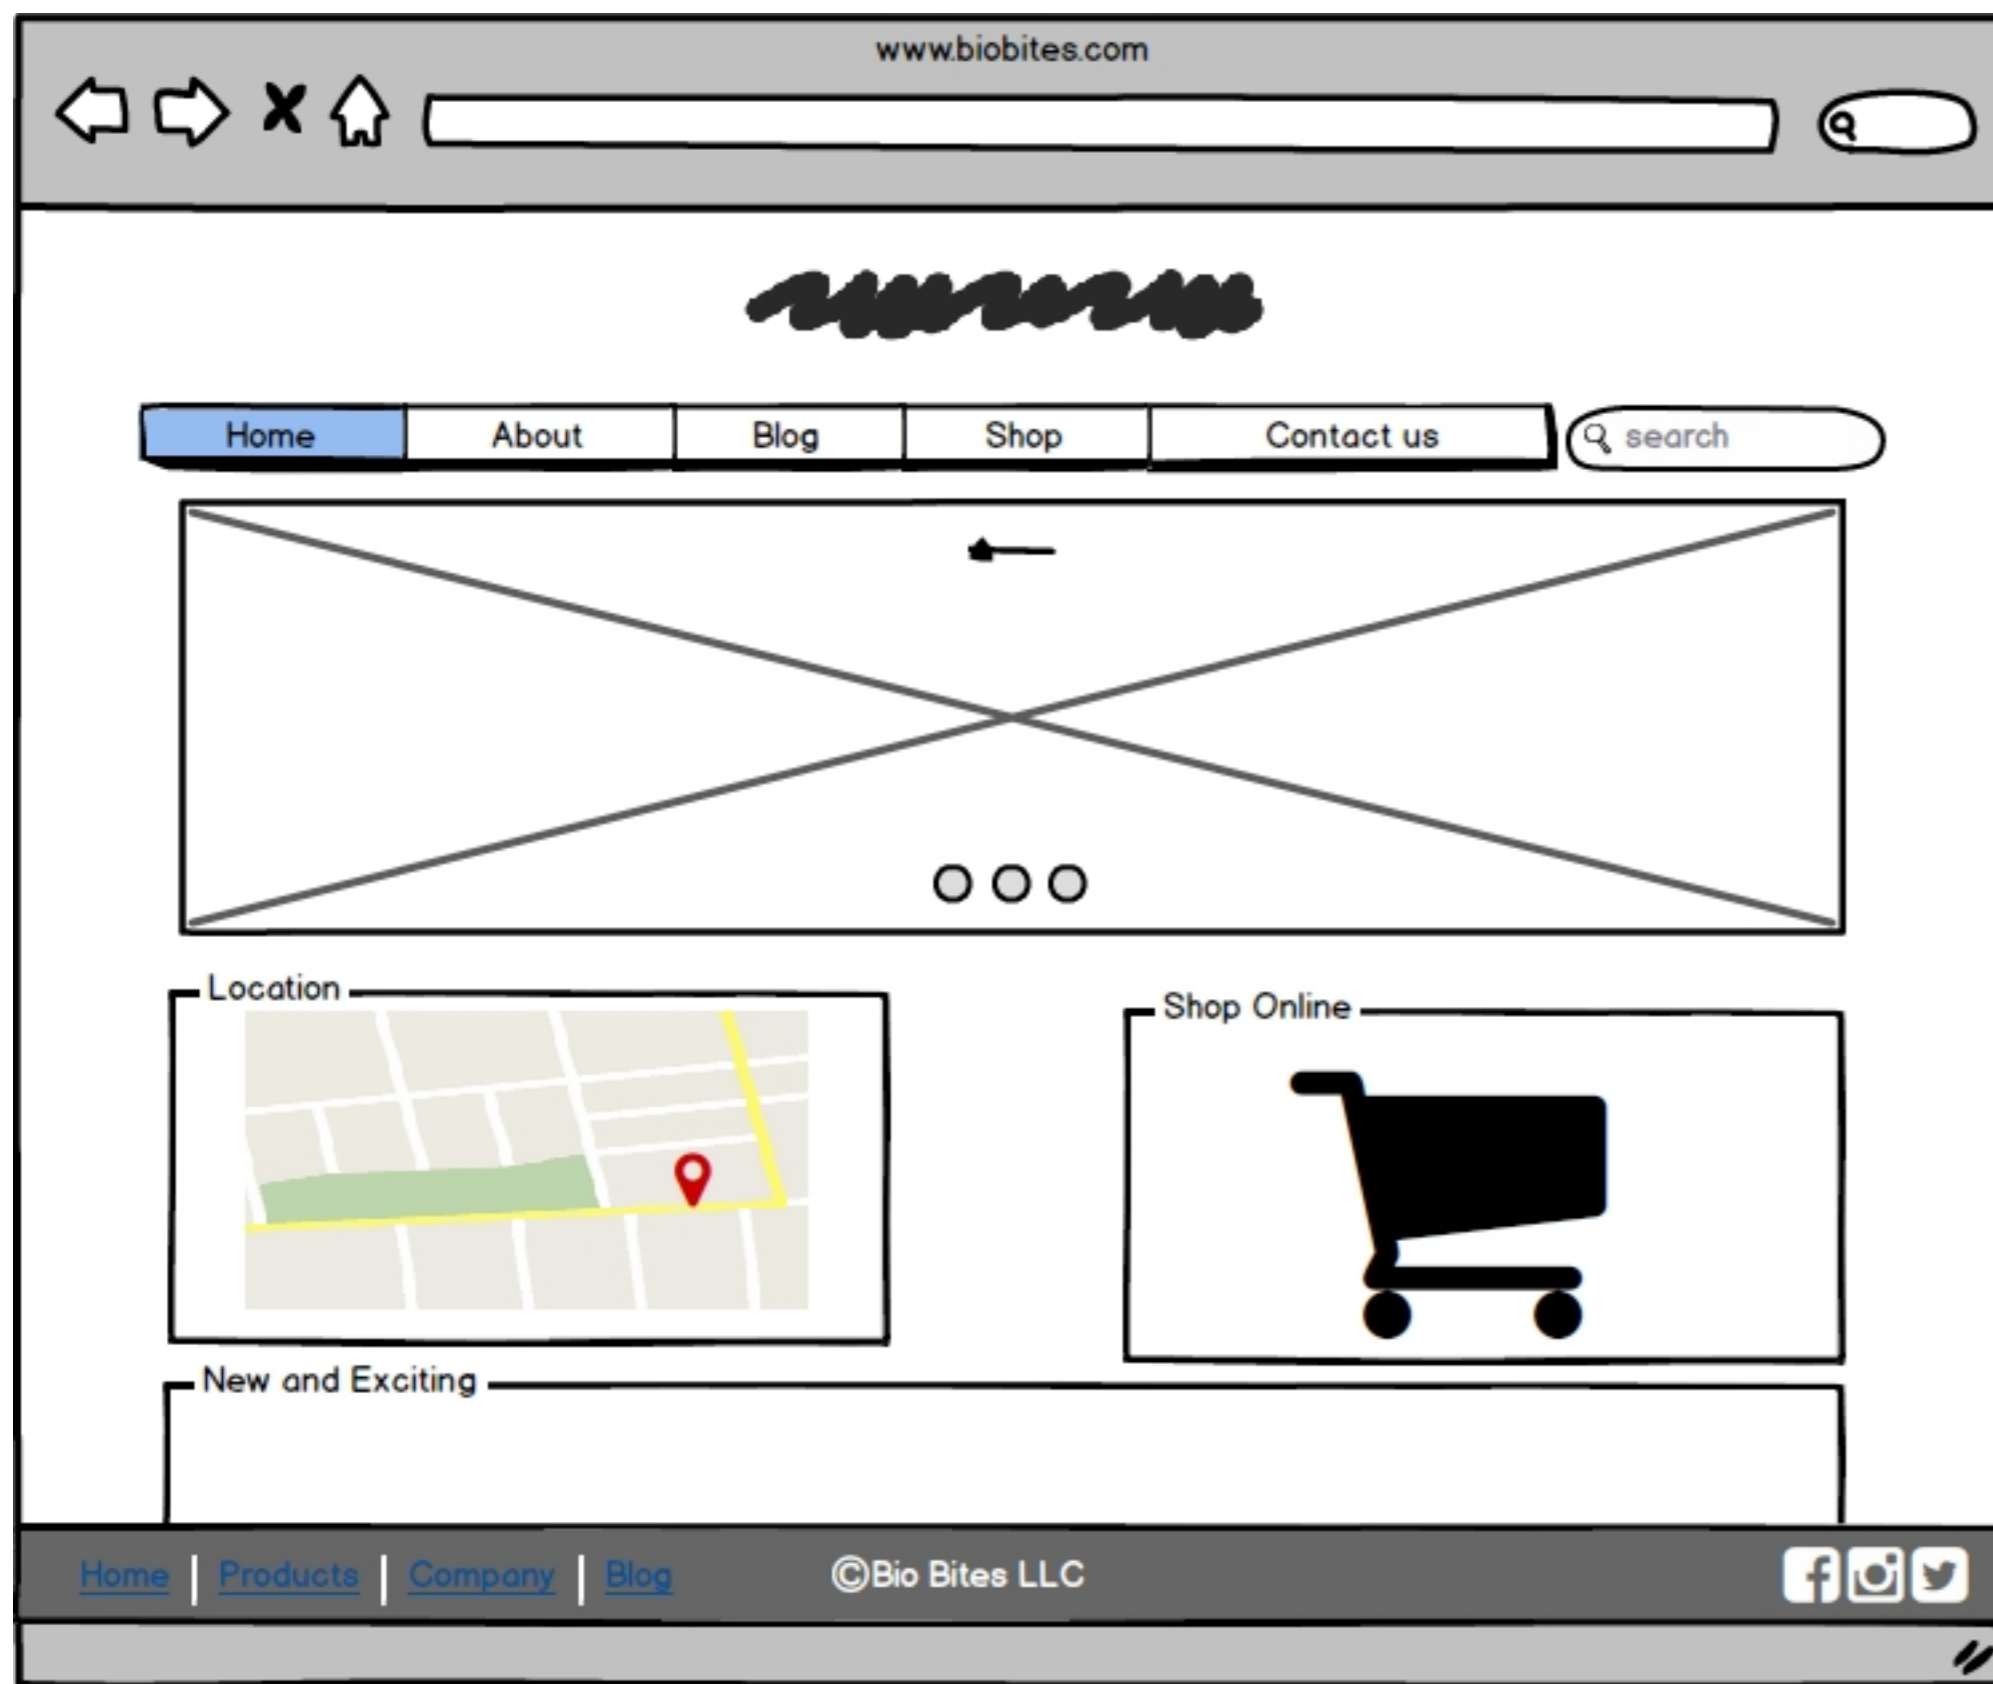 www.biobites.com
Home About Blog Shop Contact us search
Location
Shop Online
New and Exciting
Home | Products | Company | Blog ©Bio Bites LLC